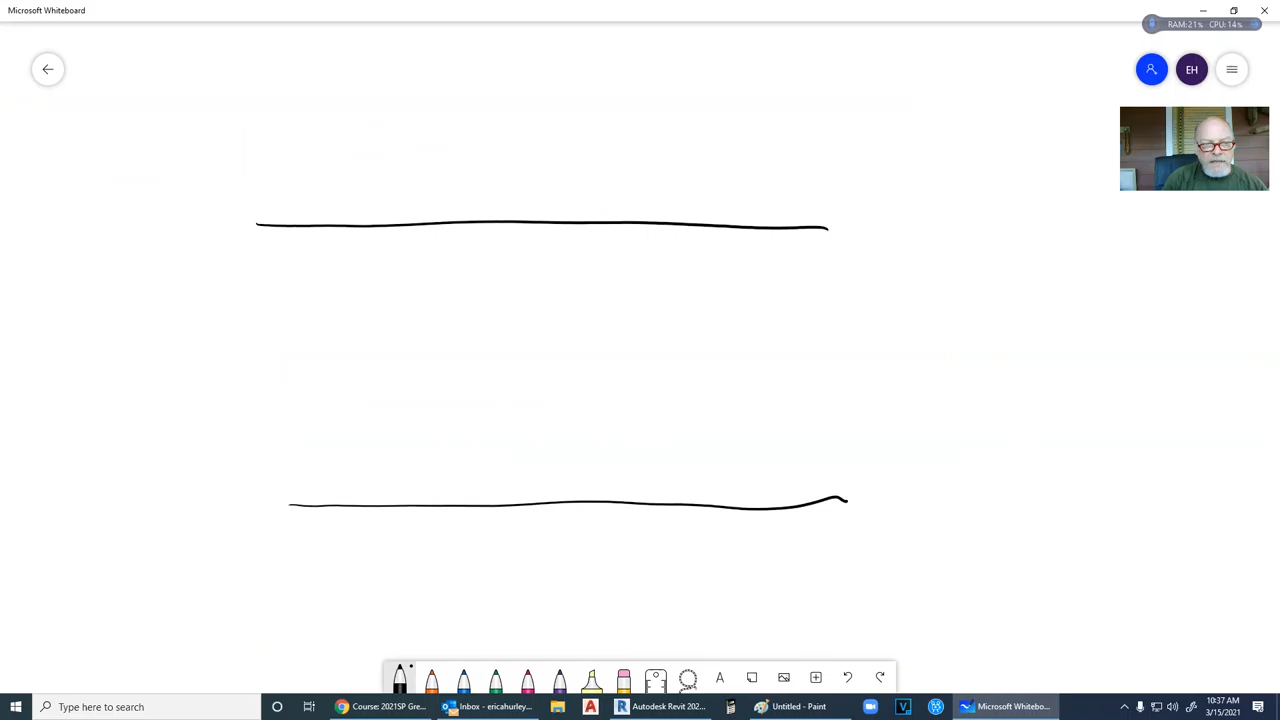 Microsoft Whiteboard
RAM:21% CPU:14%
EH
A
Type here to search
Course: 2021SP Gre...
Inbox - ericahurley...
A
R
Autodesk Revit 202...
Untitled - Paint
V
Microsoft Whiteboa...
10:37 AM
3/15/2021